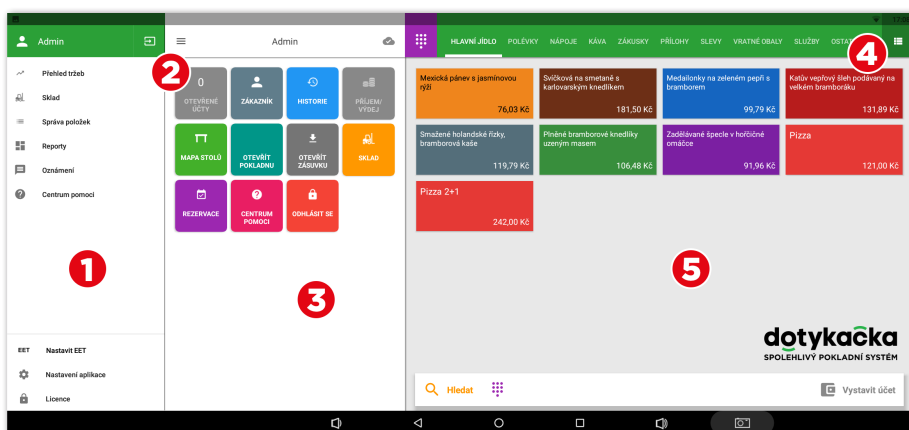 17:00
Admin
Přehled tržeb
Sklad
Správa položek
Reporty
Oznámení
Centrum pomoci
1
EET Nastavit EET
Nastavení aplikace
Licence
2
Admin
0
OTEVŘENÉ
ÚČTY
ZÁKAZNÍK
HISTORIE
PŘÍJEM/
VÝDEJ
MAPA STOLŮ
OTEVŘÍT
POKLADNU
OTEVŘÍT
ZÁSUVKU
SKLAD
REZERVACE
CENTRUM
POMOCI
ODHLÁSIT SE
3
HLAVNÍ JÍDLO POLÉVKY NÁPOJE KÁVA ZÁKUSKY PŘÍLOHY SLEVY VRATNÉ OBALY SLUŽBY OSTAT
4
Mexická pánev s jasmínovou
rýží
76,03 Kč
Svíčková na smetaně s
karlovarským knedlíkem
181,50 Kč
Medailonky na zeleném pepři s
bramborem
99,79 Kč
Katův vepřový šleh podávaný na
velkém bramboráku
131,89 Kč
Smažené holandské řízky,
bramborová kaše
119,79 Kč
Plněné bramborové knedlíky
uzeným masem
106,48 Kč
Zadělávané špecle v hořčičné
omáčce
91,96 Kč
Pizza
121,00 Kč
Pizza 2+1
242,00 Kč
5
dotykačka
SPOLEHLIVÝ POKLADNÍ SYSTÉM
Hledat
Vystavit účet